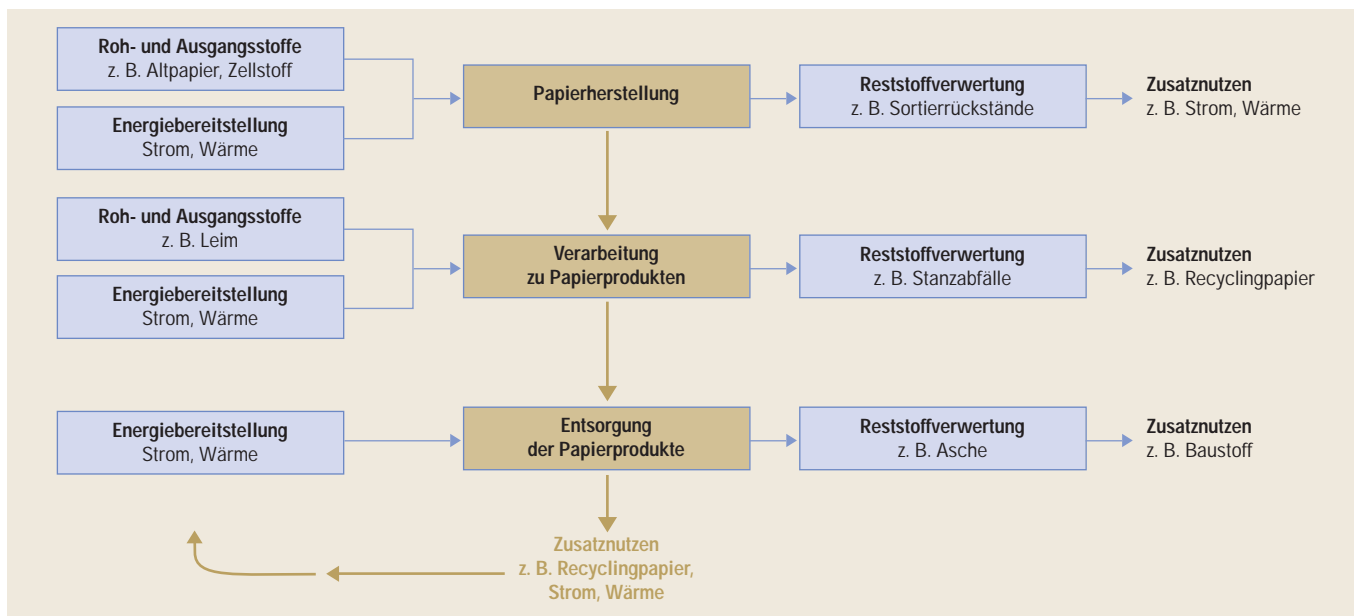 Roh- und Ausgangsstoffe
z. B. Altpapier, Zellstoff
Energiebereitstellung
Strom, Wärme
Papierherstellung
Reststoffverwertung
z. B. Sortierrückstände
Zusatznutzen
z. B. Strom, Wärme
Roh- und Ausgangsstoffe
z. B. Leim
Energiebereitstellung
Strom, Wärme
Verarbeitung
zu Papierprodukten
Reststoffverwertung
z. B. Stanzabfälle
Zusatznutzen
z. B. Recyclingpapier
Energiebereitstellung
Strom, Wärme
Entsorgung
der Papierprodukte
Reststoffverwertung
z. B. Asche
Zusatznutzen
z. B. Baustoff
Zusatznutzen
z. B. Recyclingpapier,
Strom, Wärme